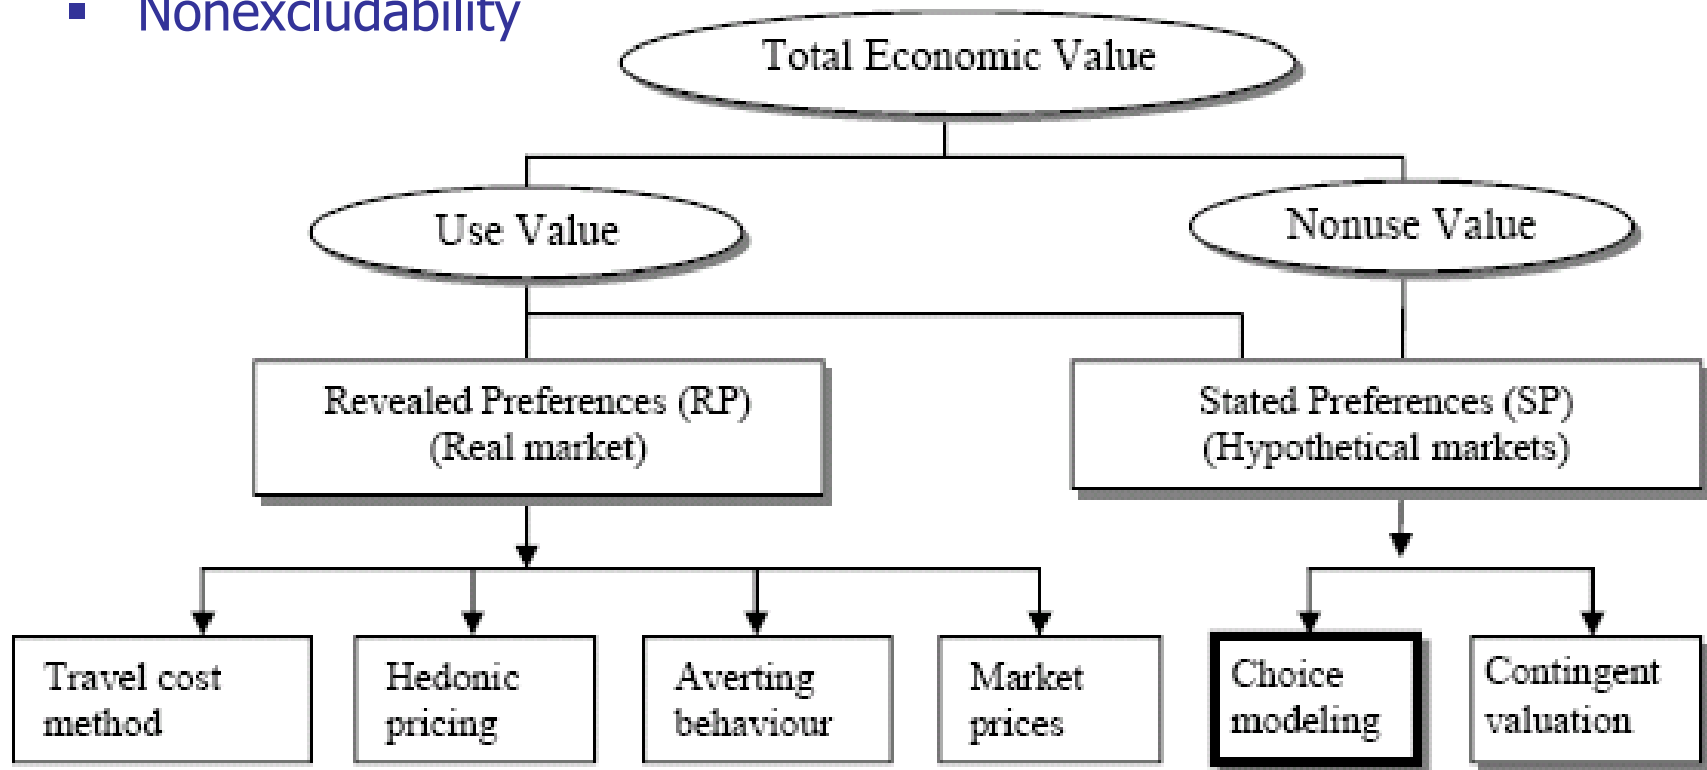 ▪ Nonexcludability
Total Economic Value
Use Value
Nonuse Value
Revealed Preferences (RP)
(Real market)
Stated Preferences (SP)
(Hypothetical markets)
Travel cost
method
Hedonic
pricing
Averting
behaviour
Market
prices
Choice
modeling
Contingent
valuation